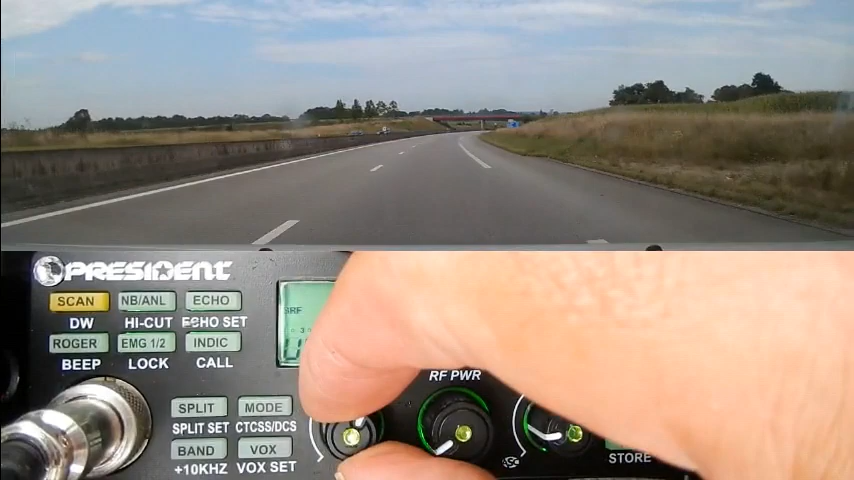 PRESIDENT
SCAN NB/ANL ECHO
DW HI-CUT ECHO SET
ROGER EMG 1/2 INDIC
BEEP LOCK CALL
SRF
RF PWR
SPLIT MODE
SPLIT SET CTCSS/DCS
BAND VOX
+10KHZ VOX SET
STORE